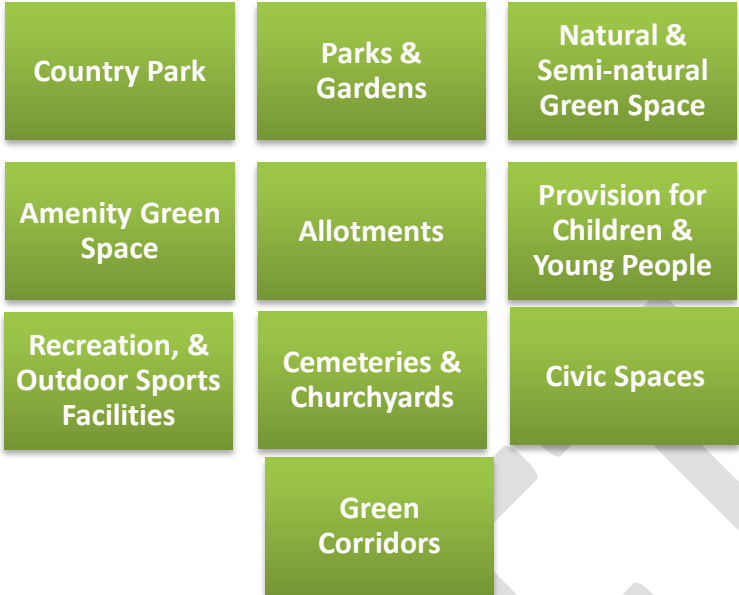 Country Park
Parks &
Gardens
Natural &
Semi-natural
Green Space
Amenity Green
Space
Allotments
Provision for
Children &
Young People
Recreation, &
Outdoor Sports
Facilities
Cemeteries &
Churchyards
Civic Spaces
Green
Corridors